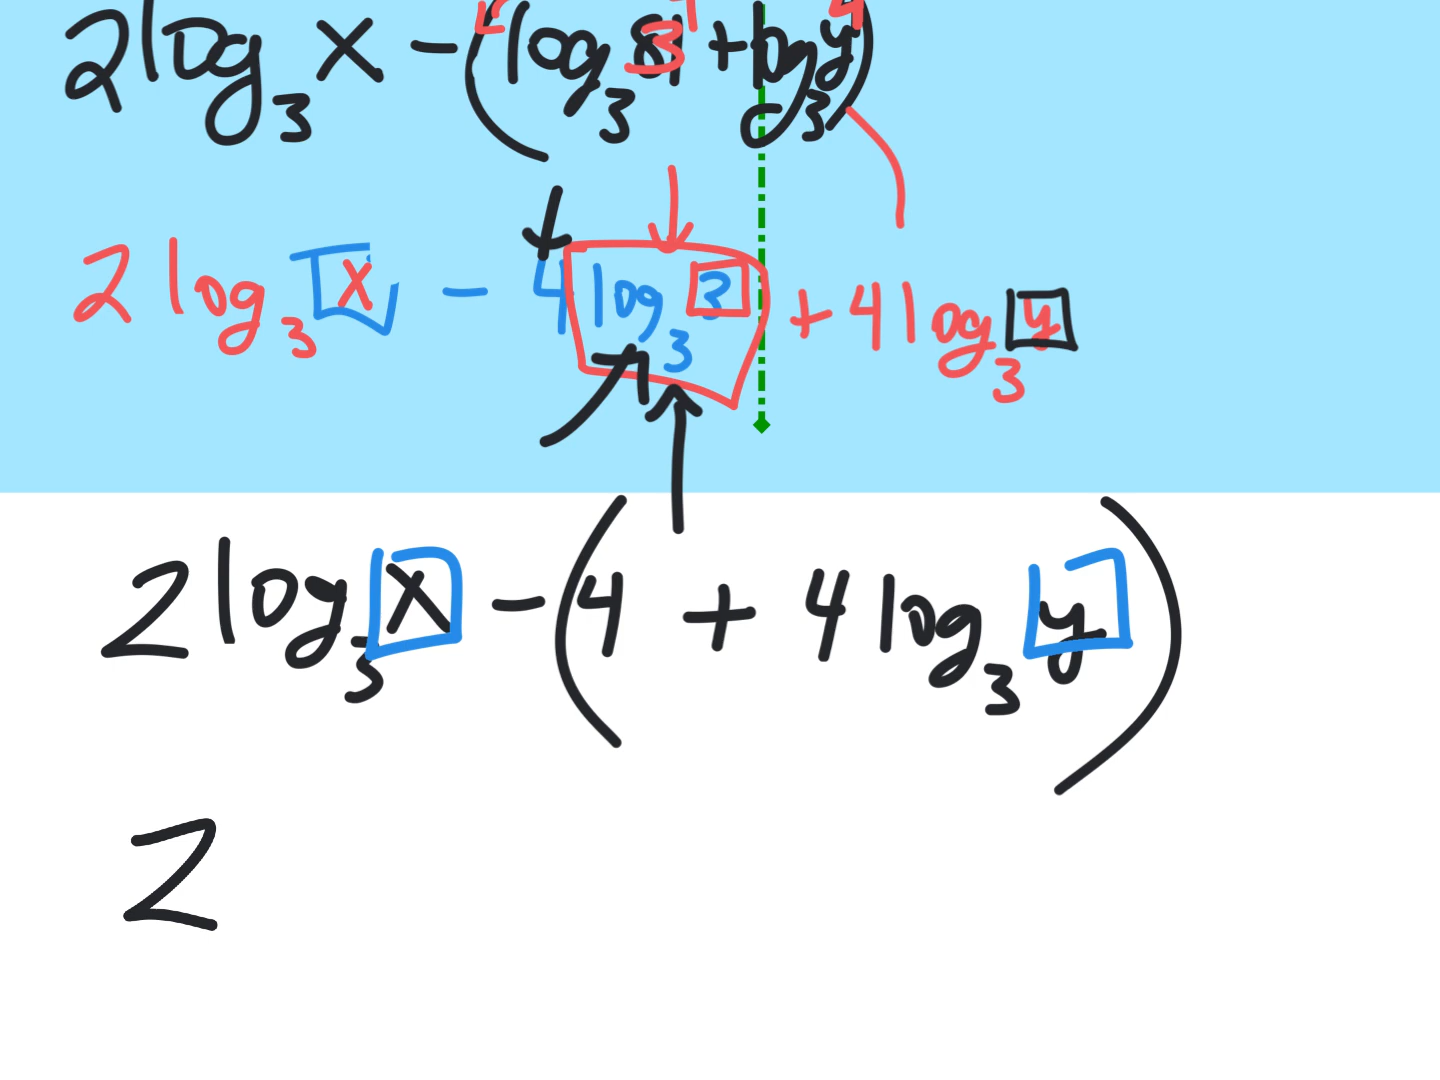 2log₃x - (log₃81 + log₃y⁴)
2log₃x - 4log₃3 + 4log₃y
2log₃x - (4 + 4log₃y)
2